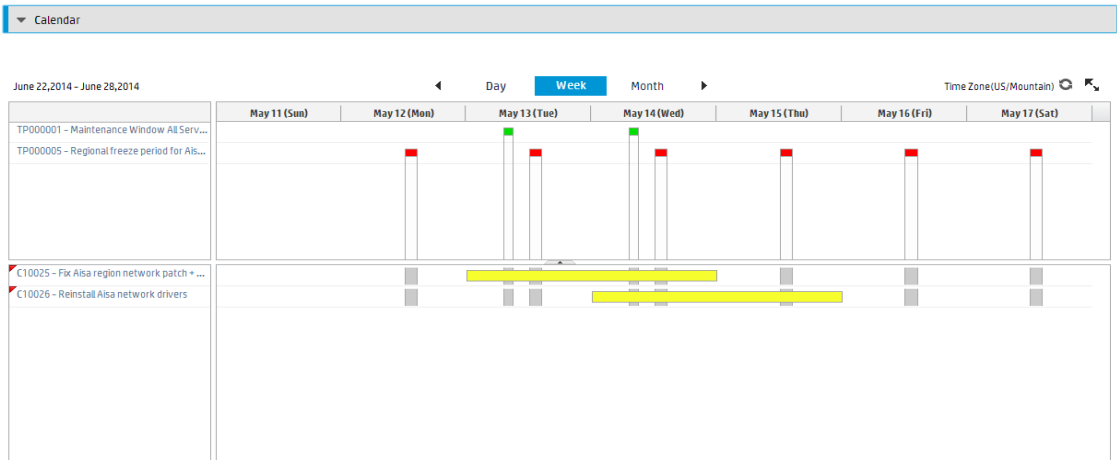 Calendar
June 22,2014 - June 28,2014 Day Week Month Time Zone(US/Mountain)
May 11 (Sun) May 12 (Mon) May 13 (Tue) May 14 (Wed) May 15 (Thu) May 16 (Fri) May 17 (Sat)
TP000001 - Maintenance Window All Serv...
TP000005 - Regional freeze period for Ais...
C10025 - Fix Aisa region network patch + ...
C10026 - Reinstall Aisa network drivers